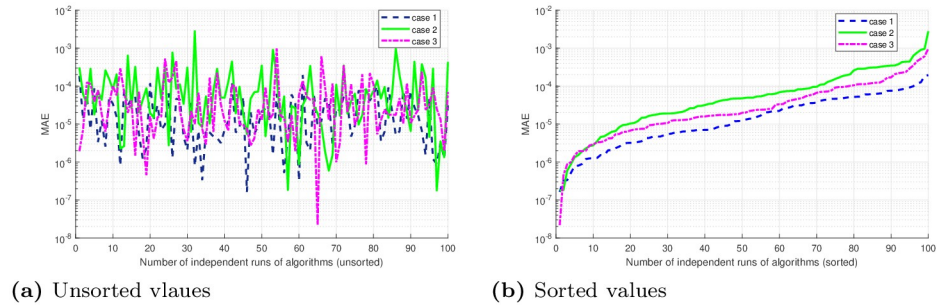 10^-2
10^-3
10^-4
10^-5
10^-6
10^-7
10^-8
MAE
0 10 20 30 40 50 60 70 80 90 100
Number of independent runs of algorithms (unsorted)
case 1
case 2
case 3
(a) Unsorted vlaues
10^-2
10^-3
10^-4
10^-5
10^-6
10^-7
10^-8
MAE
0 10 20 30 40 50 60 70 80 90 100
Number of independent runs of algorithms (sorted)
case 1
case 2
case 3
(b) Sorted values